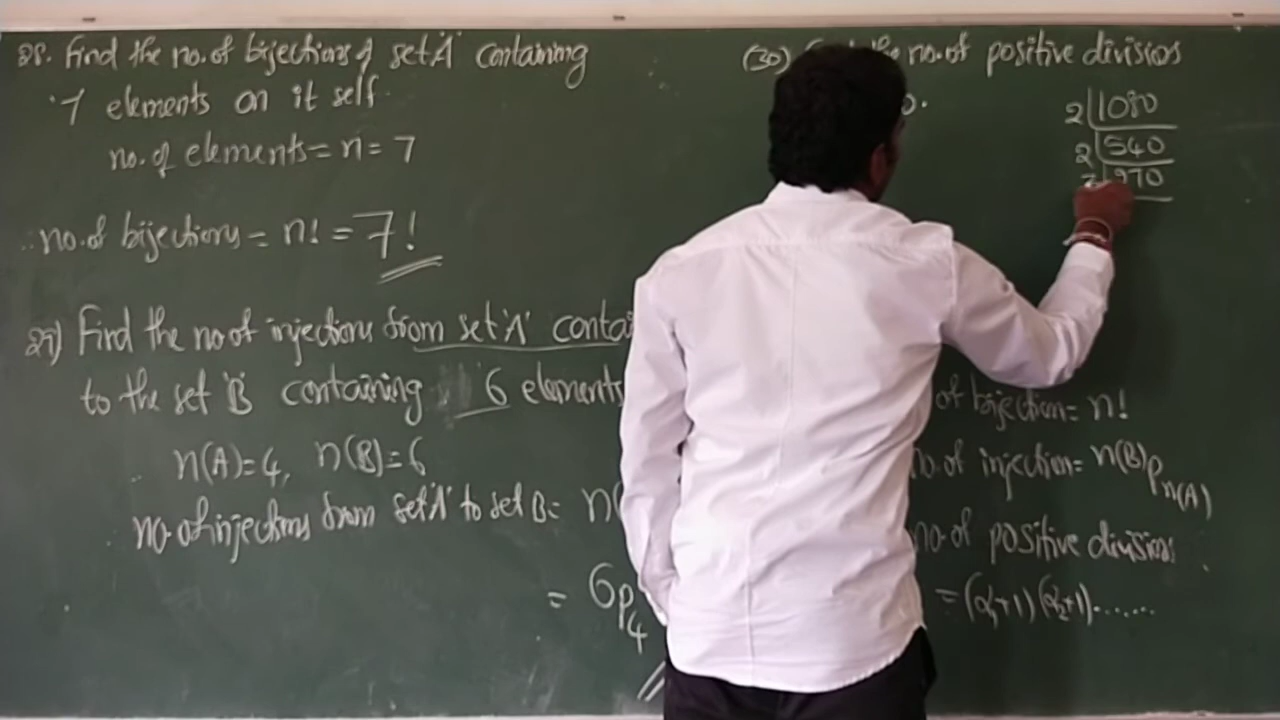 28. Find the no. of bijections of set 'A' containing
7 elements on it self.
no. of elements = n = 7
∴ no. of bijections = n! = 7!
29) Find the no of injections from set 'A'
to the set 'B' containing 6 elements
n(A)=4, n(B)=6
no of injections from set 'A' to set B =
= 6P4
(30) no. of positive divisors
2 | 1080
2 | 540
270
of bijection = n!
no. of injection = n(B)P n(A)
no of positive divisions
= (α1+1) (α2+1).......